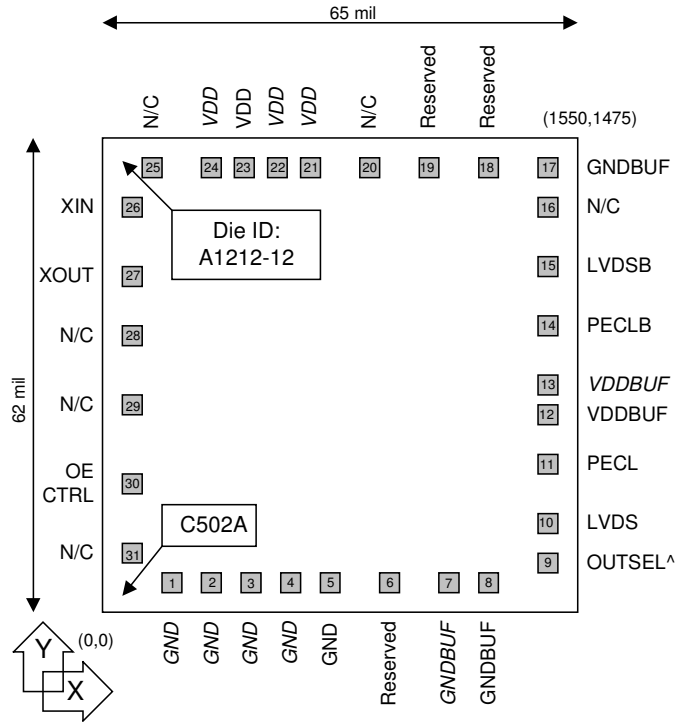 65 mil
N/C
VDD
VDD
VDD
VDD
N/C
Reserved
Reserved
(1550,1475)
25
24
23
22
21
20
19
18
17
GNDBUF
XIN
26
16
N/C
Die ID:
A1212-12
XOUT
27
15
LVDSB
N/C
28
14
PECLB
62 mil
13
VDDBUF
N/C
29
12
VDDBUF
11
PECL
OE
CTRL
30
C502A
10
LVDS
N/C
31
9
OUTSEL^
1
2
3
4
5
6
7
8
GND
GND
GND
GND
GND
Reserved
GNDBUF
GNDBUF
Y
(0,0)
X